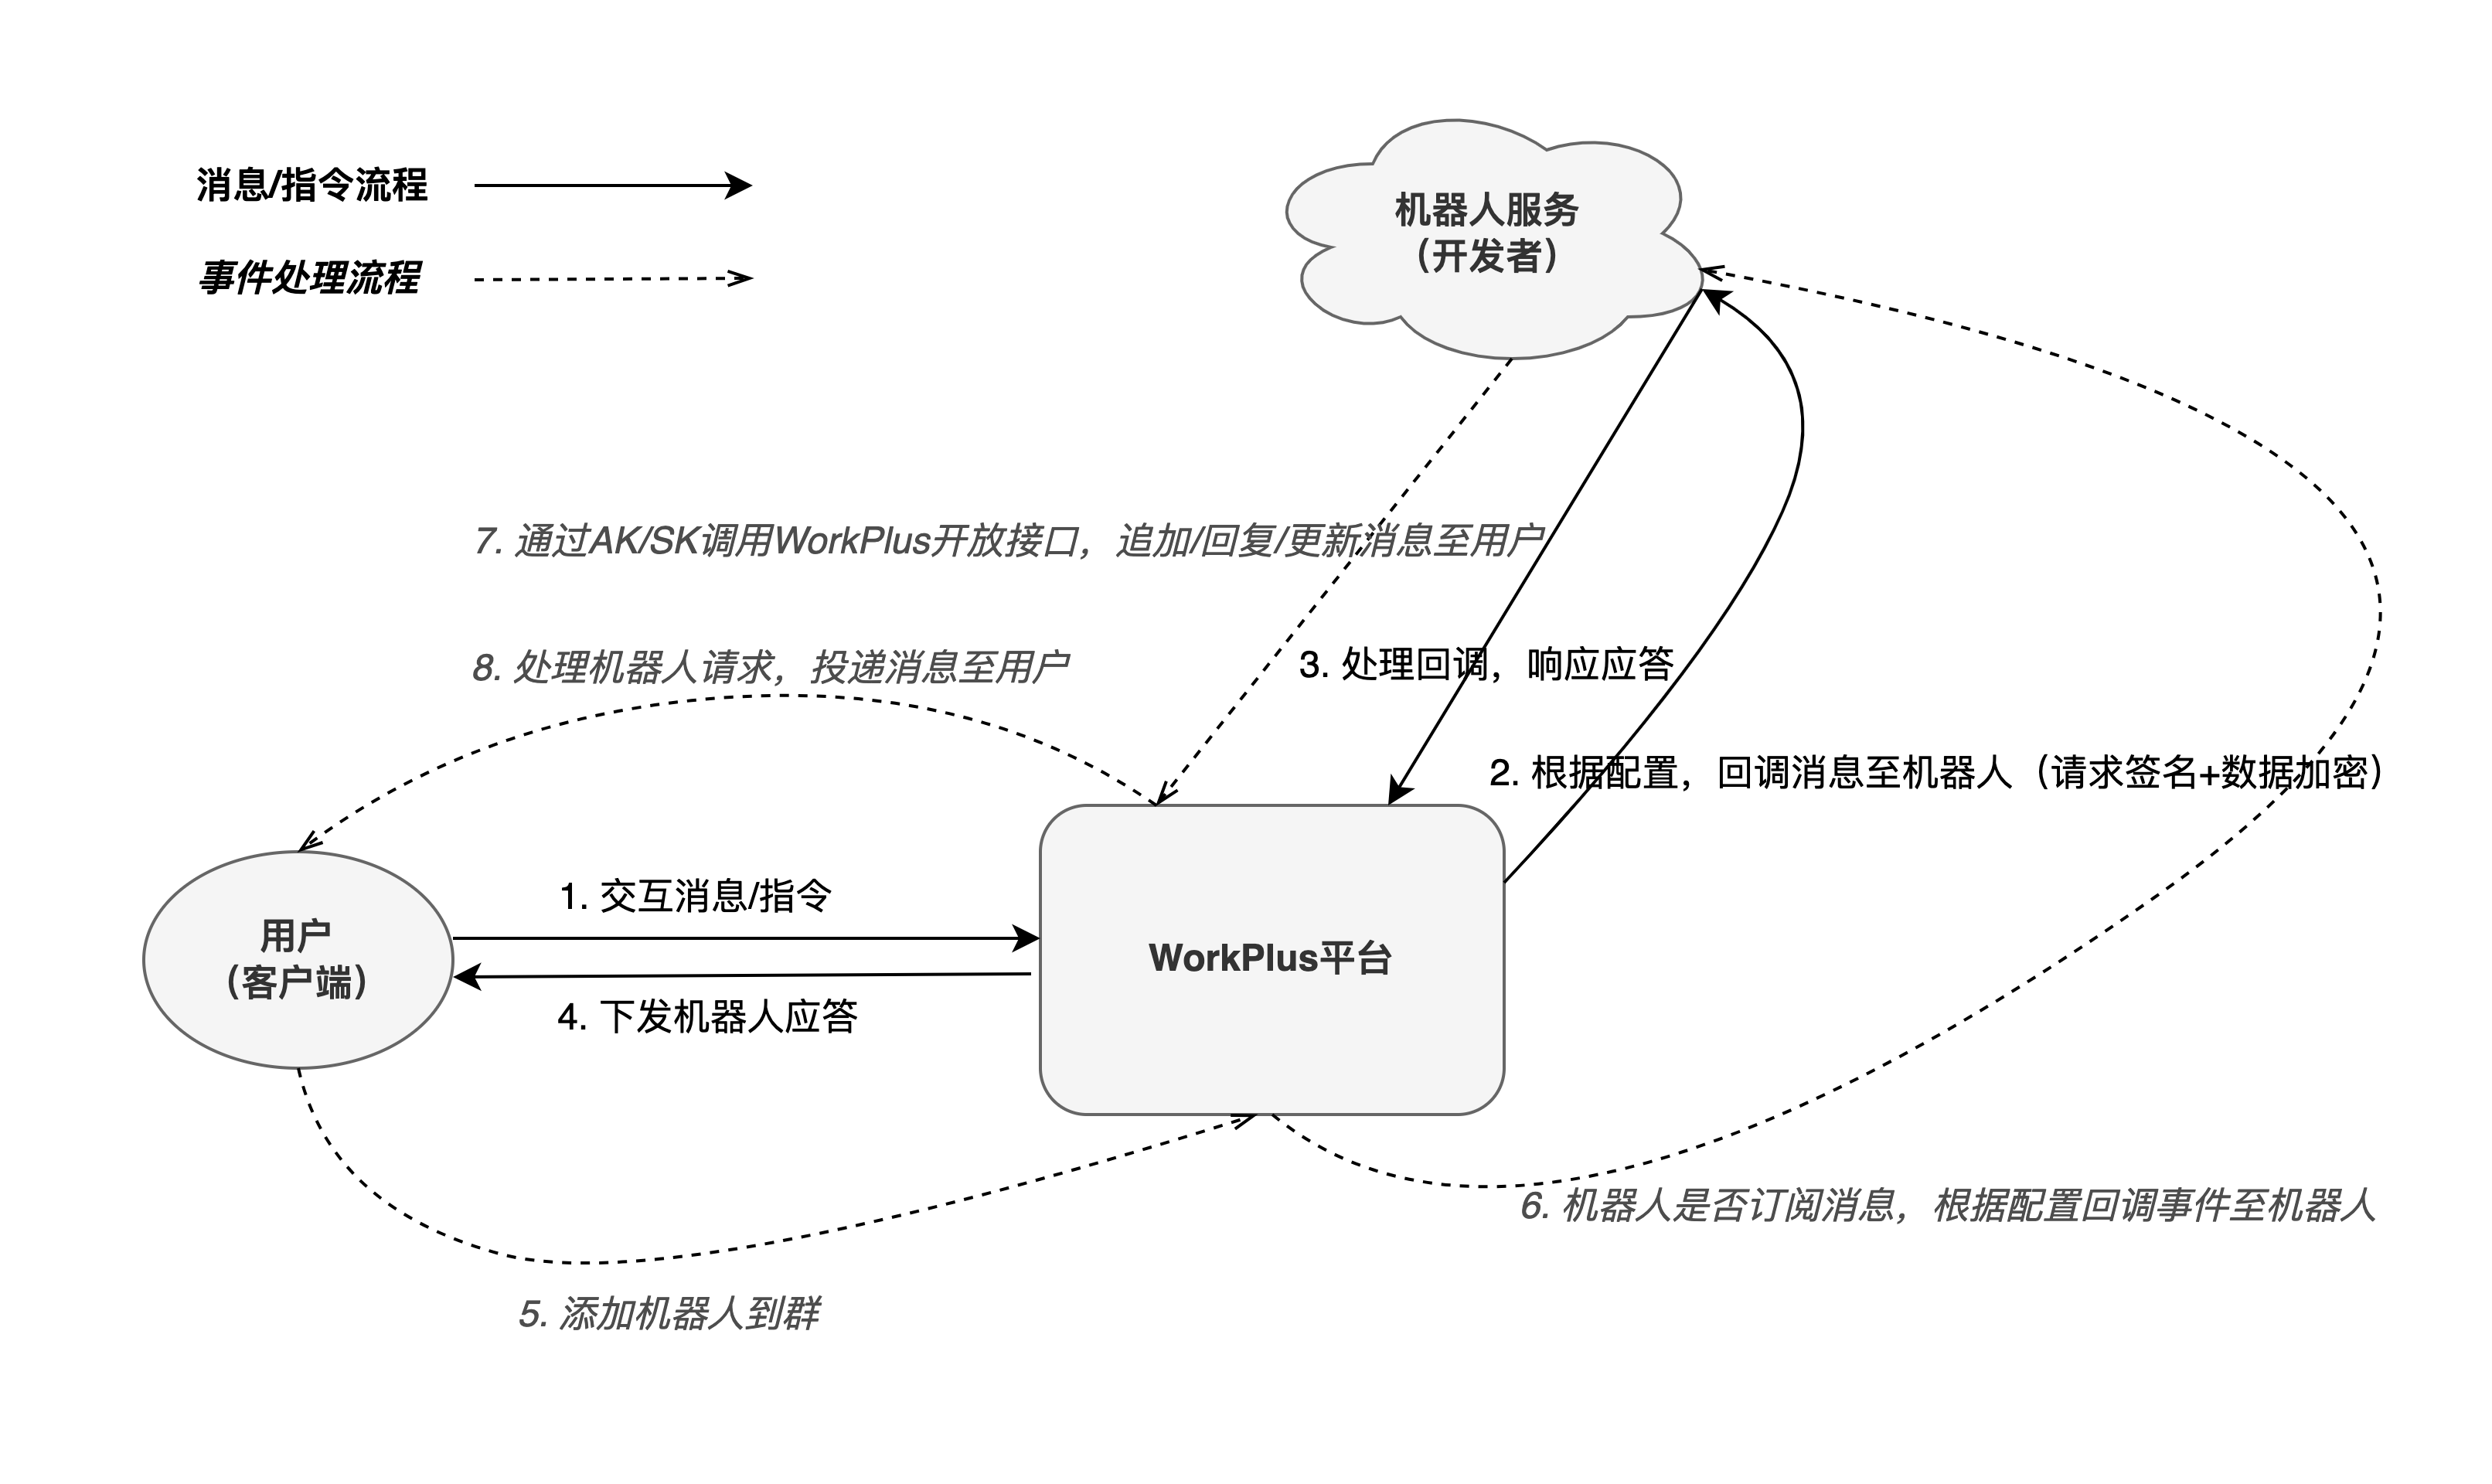 消息/指令流程
事件处理流程
机器人服务
（开发者）
7. 通过AK/SK调用WorkPlus开放接口，追加/回复/更新消息至用户
8. 处理机器人请求，投递消息至用户
3. 处理回调，响应应答
2. 根据配置，回调消息至机器人（请求签名+数据加密）
1. 交互消息/指令
用户
（客户端）
WorkPlus平台
4. 下发机器人应答
6. 机器人是否订阅消息，根据配置回调事件至机器人
5. 添加机器人到群